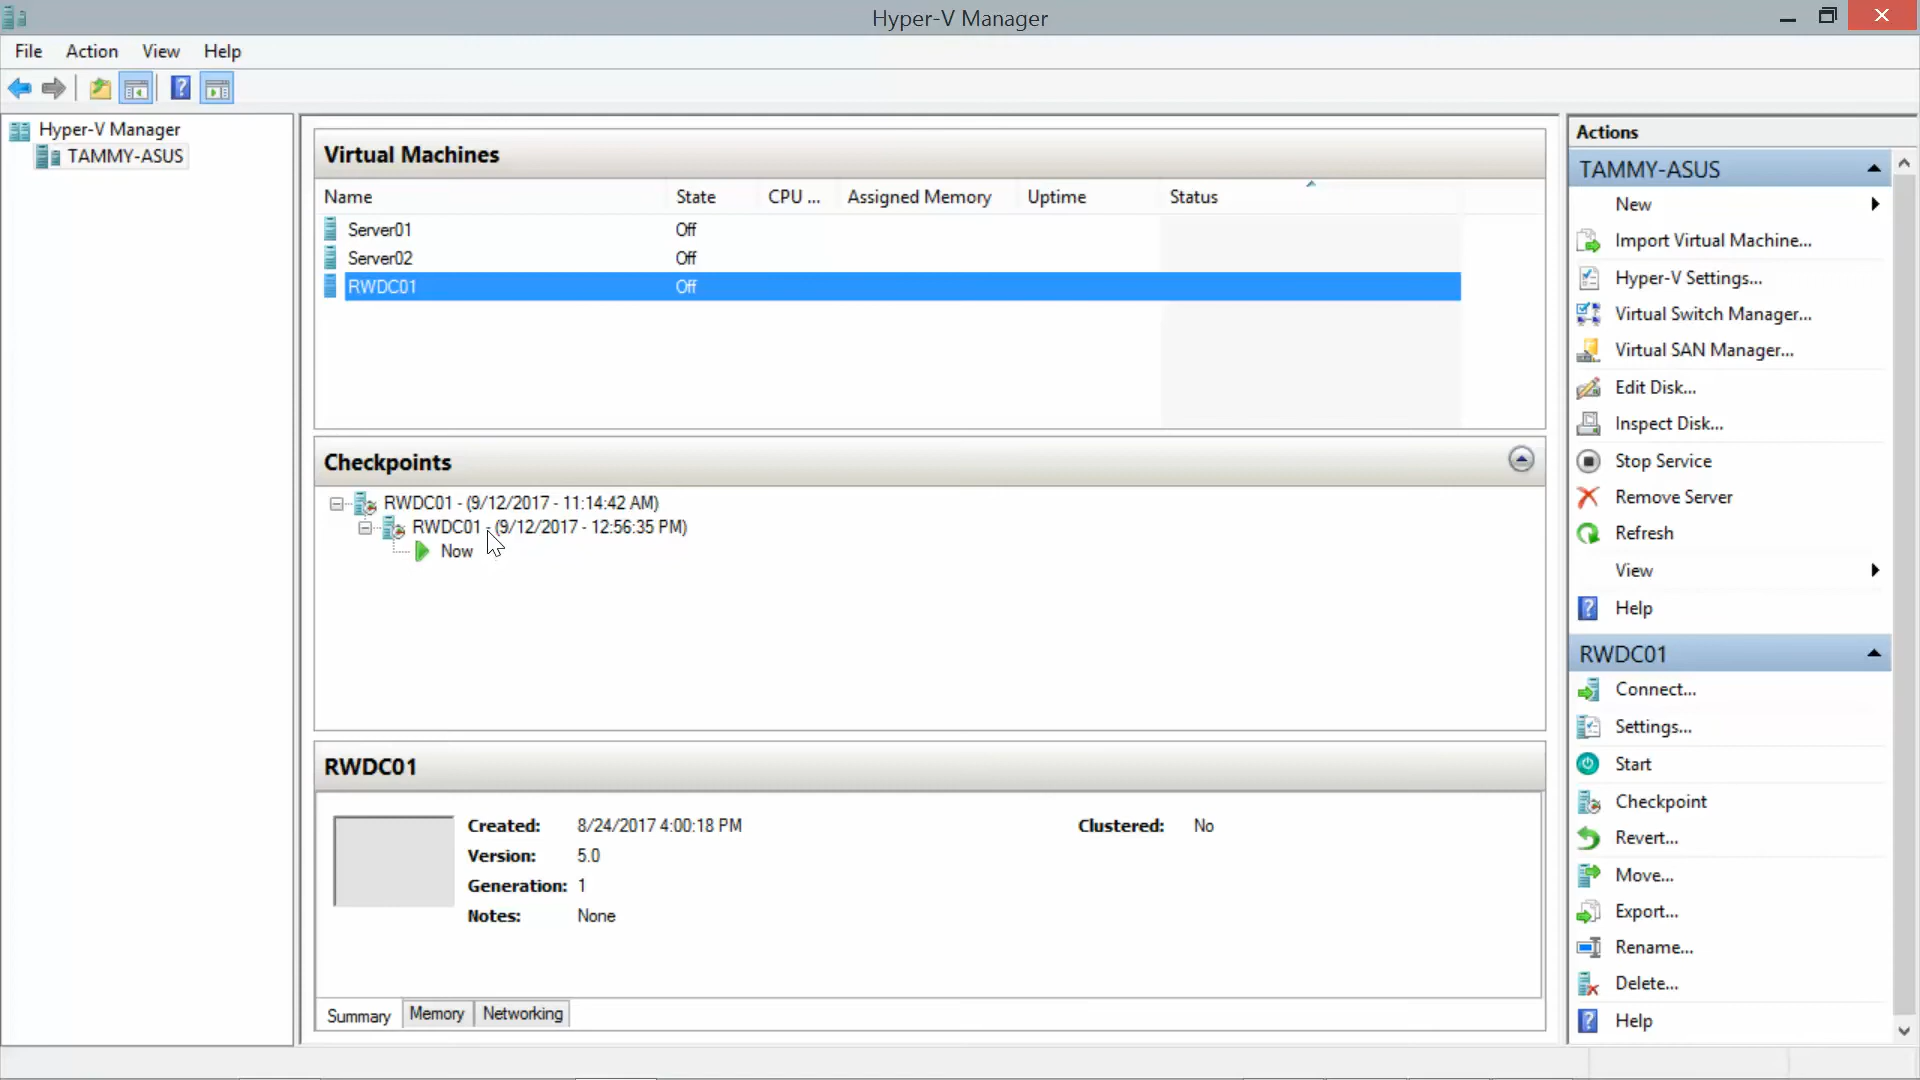 Hyper-V Manager
File Action View Help
Hyper-V Manager
TAMMY-ASUS
Virtual Machines
Name State CPU ... Assigned Memory Uptime Status
Server01 Off
Server02 Off
RWDC01 Off
Checkpoints
RWDC01 - (9/12/2017 - 11:14:42 AM)
RWDC01 - (9/12/2017 - 12:56:35 PM)
Now
RWDC01
Created: 8/24/2017 4:00:18 PM Clustered: No
Version: 5.0
Generation: 1
Notes: None
Summary Memory Networking
Actions
TAMMY-ASUS
New
Import Virtual Machine...
Hyper-V Settings...
Virtual Switch Manager...
Virtual SAN Manager...
Edit Disk...
Inspect Disk...
Stop Service
Remove Server
Refresh
View
Help
RWDC01
Connect...
Settings...
Start
Checkpoint
Revert...
Move...
Export...
Rename...
Delete...
Help